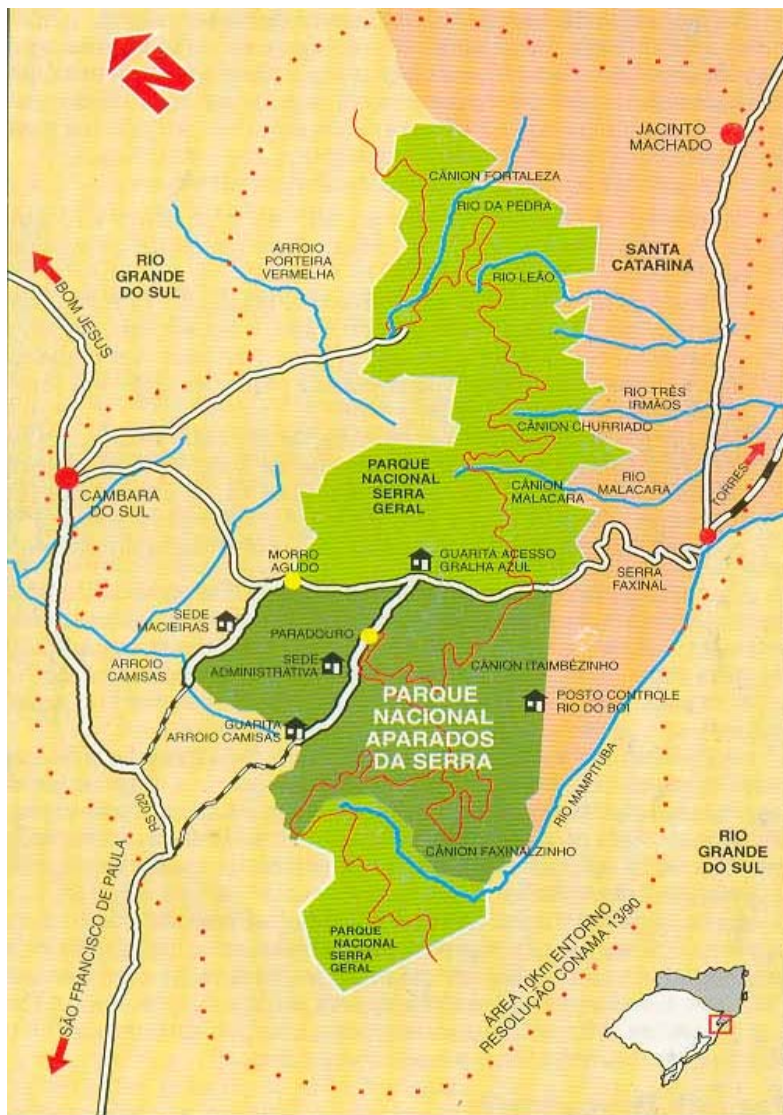 N
JACINTO
MACHADO
CÂNION FORTALEZA
RIO DA PEDRA
ARROIO
PORTEIRA
VERMELHA
RIO
GRANDE
DO SUL
SANTA
CATARINA
RIO LEÃO
BOM JESUS
RIO TRÊS
IRMÃOS
CÂNION CHURRIADO
PARQUE
NACIONAL
SERRA
GERAL
CÂNION
MALACARA
RIO
MALACARA
TORRES
CAMBARA
DO SUL
MORRO
AGUDO
GUARITA ACESSO
GRALHA AZUL
SERRA
FAXINAL
SEDE
MACIEIRAS
PARADOURO
ARROIO
CAMISAS
SEDE
ADMINISTRATIVA
CÂNION ITAIMBÉZINHO
PARQUE
NACIONAL
APARADOS
DA SERRA
POSTO CONTROLE
RIO DO BOI
GUARITA
ARROIO CAMISAS
RIO MAMPITUBA
RS 020
CÂNION FAXINALZINHO
RIO
GRANDE
DO SUL
SÃO FRANCISCO DE PAULA
PARQUE
NACIONAL
SERRA
GERAL
ÁREA 10Km ENTORNO
RESOLUÇÃO CONAMA 13/90